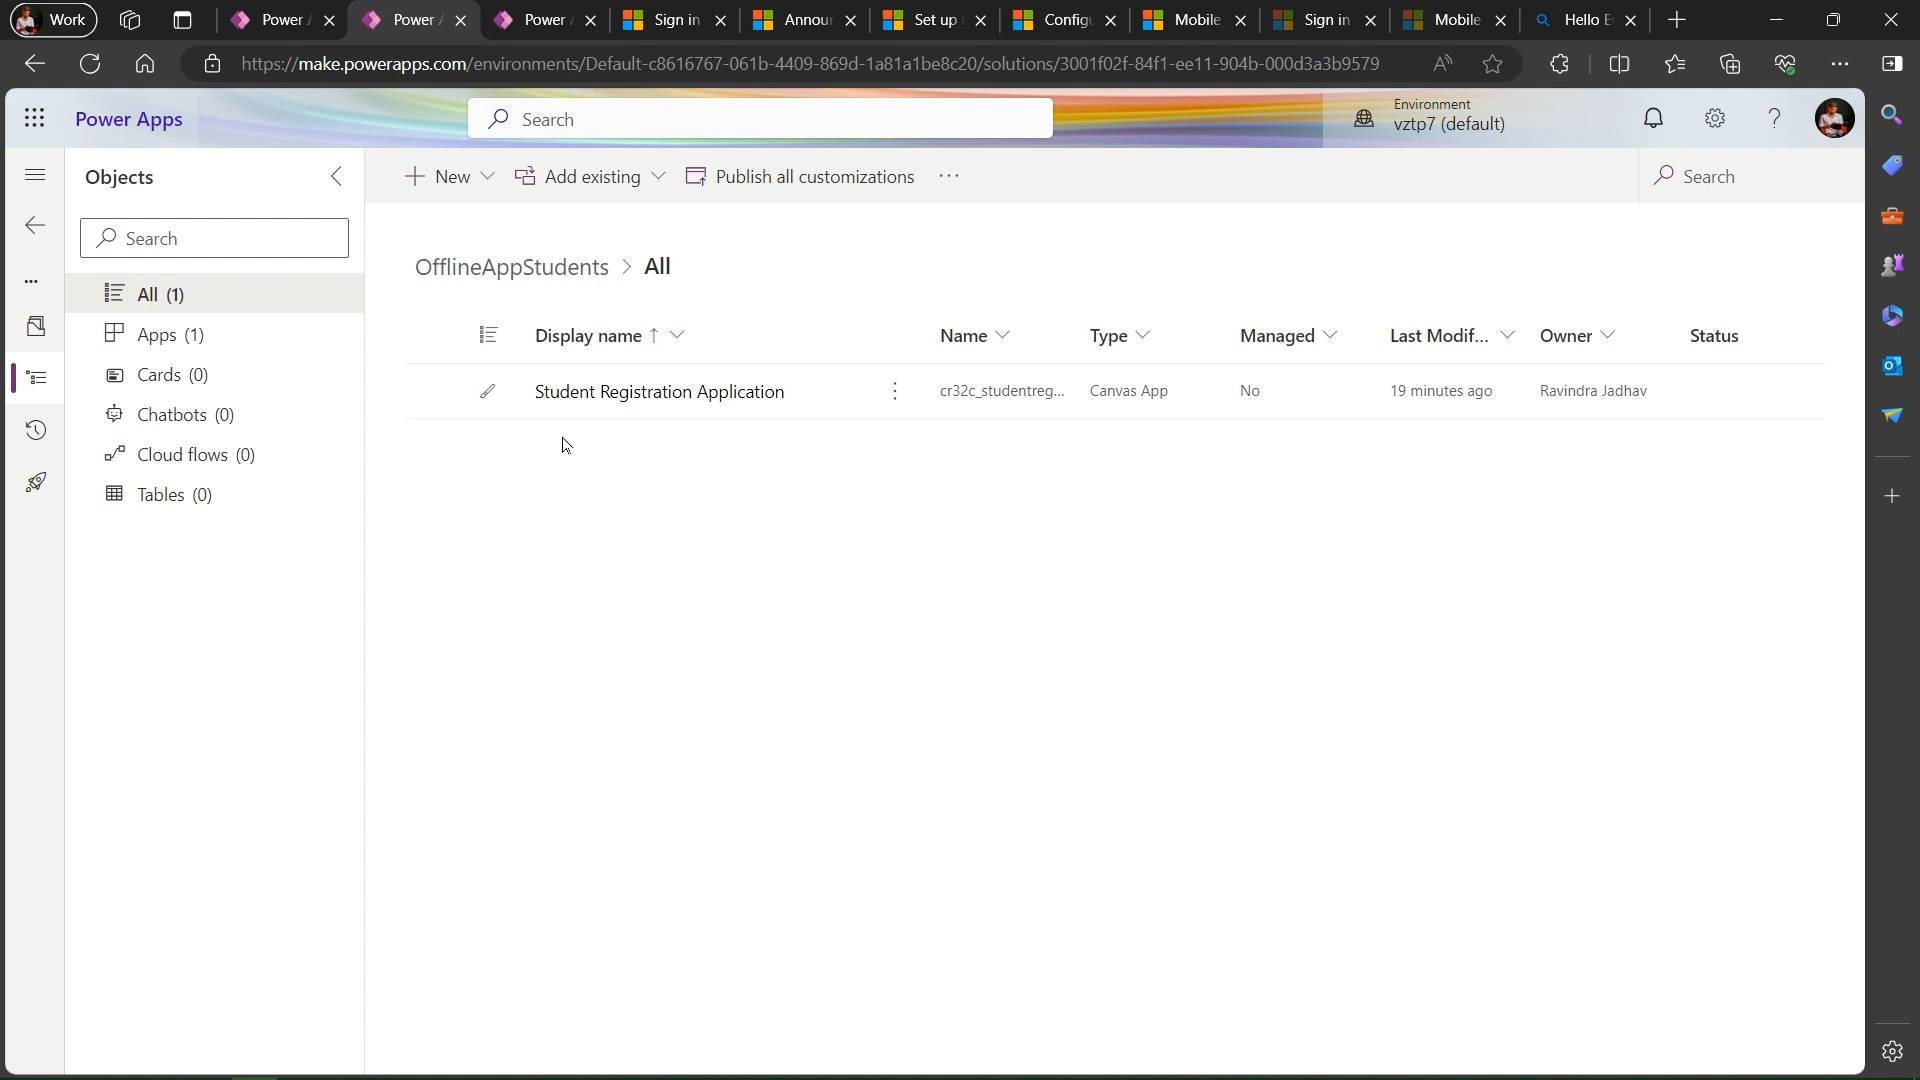 Work
Power A
Power A
Power A
Sign in
Announ
Set up
Config
Mobile
Sign in
Mobile
Hello E
https://make.powerapps.com/environments/Default-c8616767-061b-4409-869d-1a81a1be8c20/solutions/3001f02f-84f1-ee11-904b-000d3a3b9579
Power Apps
Search
Environment
vztp7 (default)
Objects
New
Add existing
Publish all customizations
Search
Search
OfflineAppStudents > All
All (1)
Apps (1)
Cards (0)
Chatbots (0)
Cloud flows (0)
Tables (0)
Display name ↑ Name Type Managed Last Modif... Owner Status
Student Registration Application cr32c_studentreg... Canvas App No 19 minutes ago Ravindra Jadhav